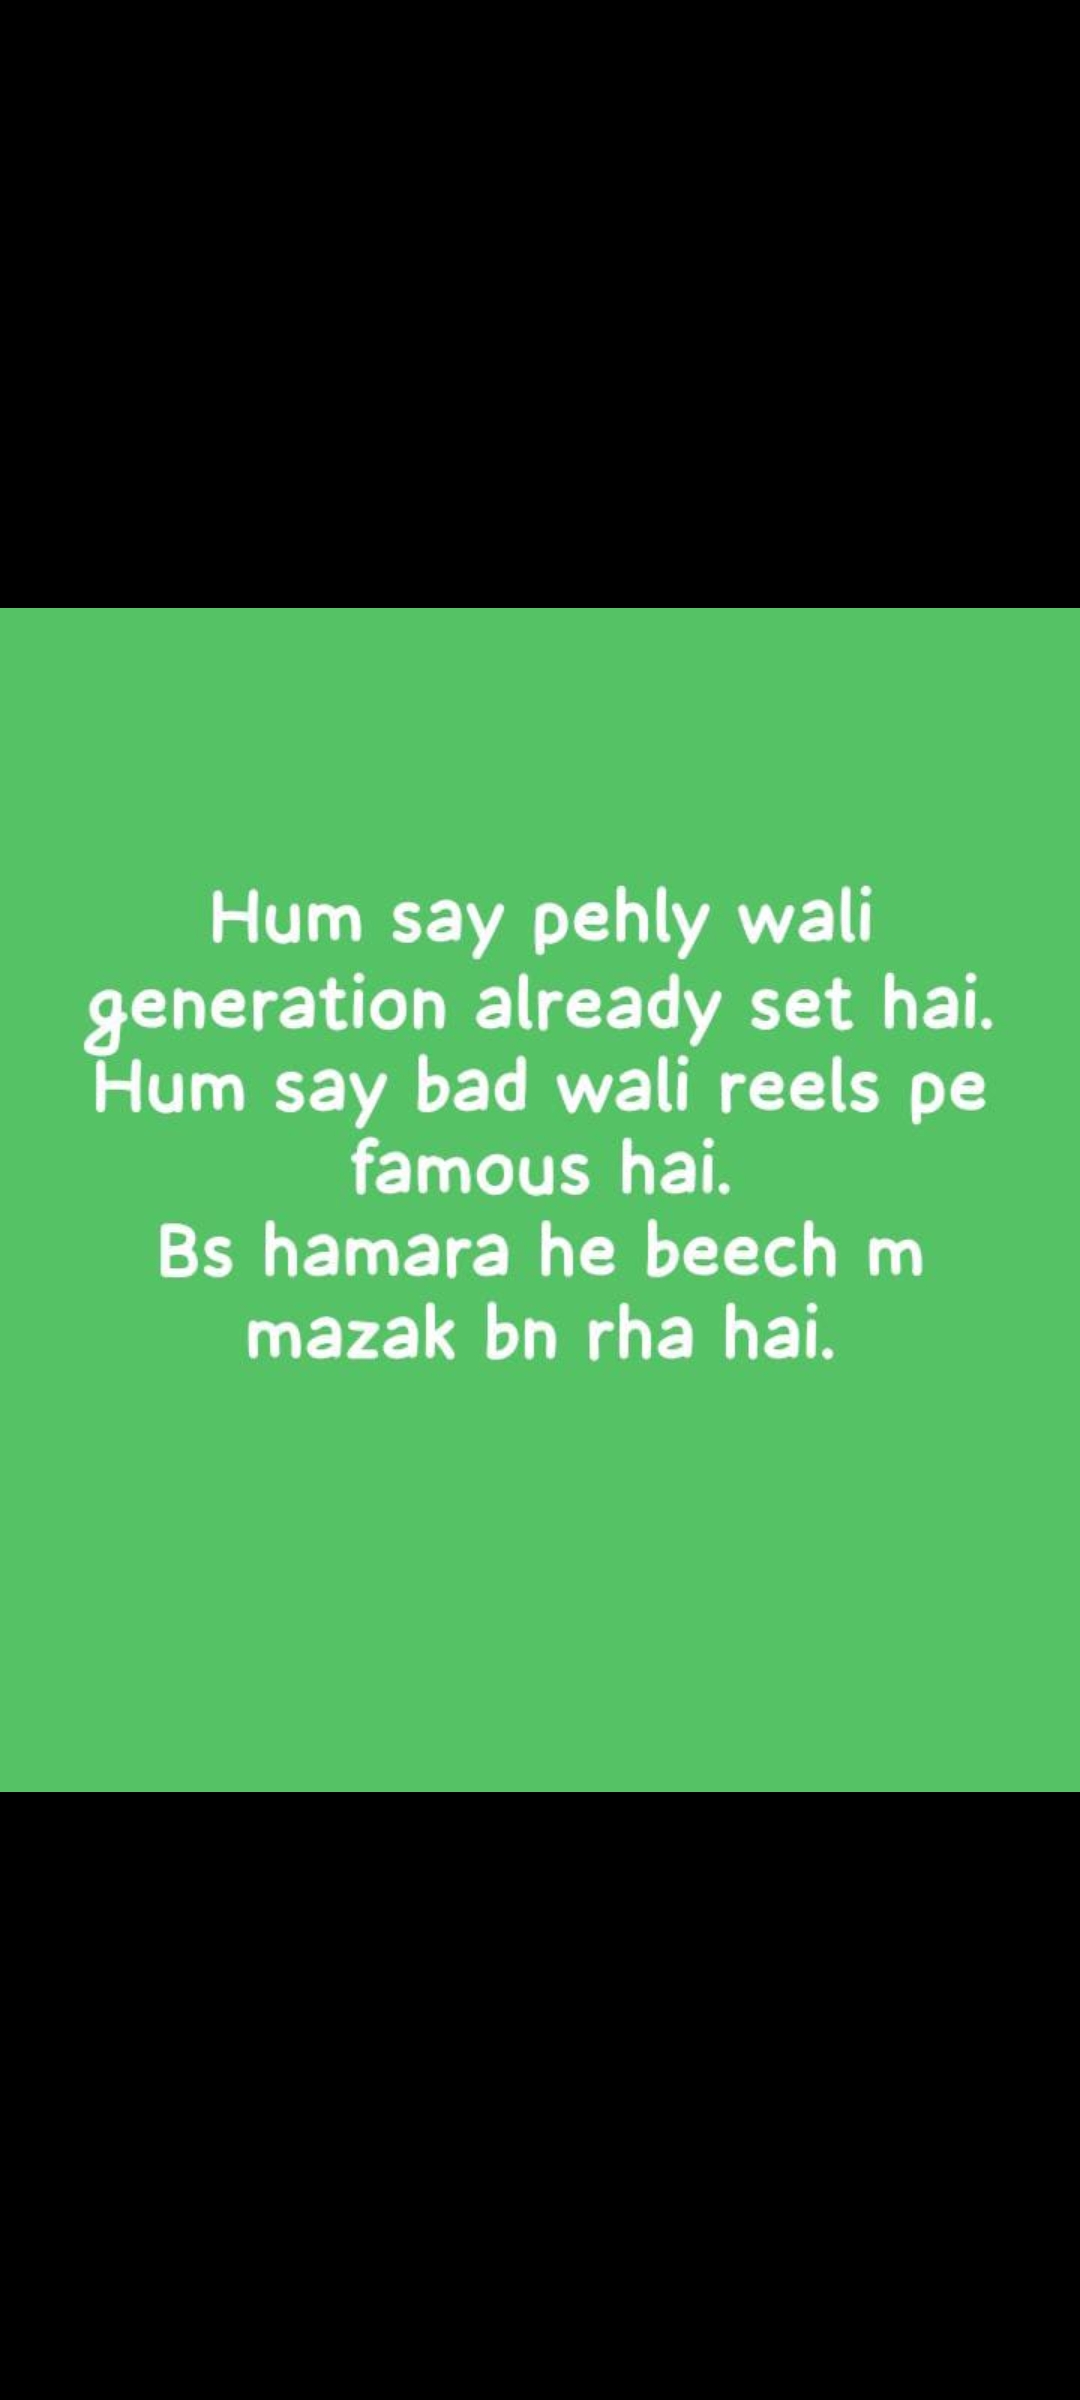 Hum say pehly wali
generation already set hai.
Hum say bad wali reels pe
famous hai.
Bs hamara he beech m
mazak bn rha hai.